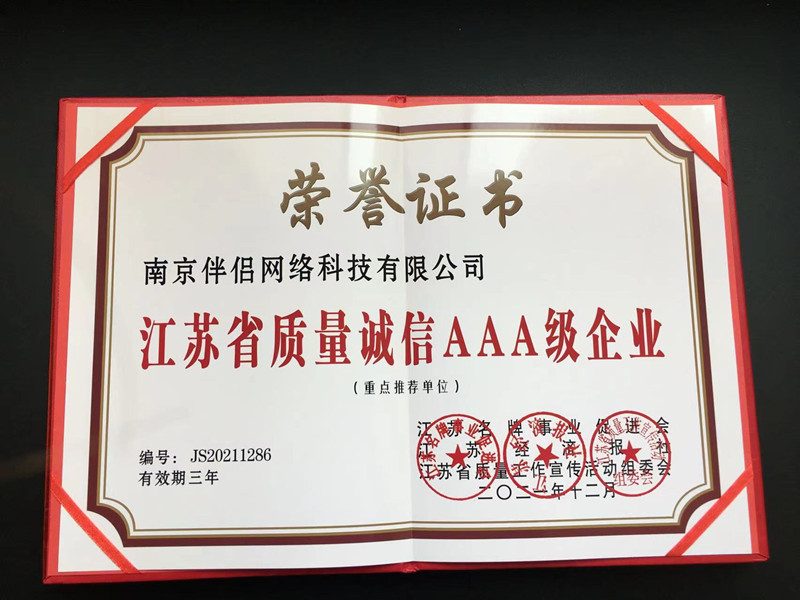 荣誉证书
南京伴侣网络科技有限公司
江苏省质量诚信AAA级企业
（重点推荐单位）
江苏名牌事业促进会
江苏经济报社
江苏省质量工作宣传活动组委会
二〇二一年十二月
编号：JS20211286
有效期三年
组委会